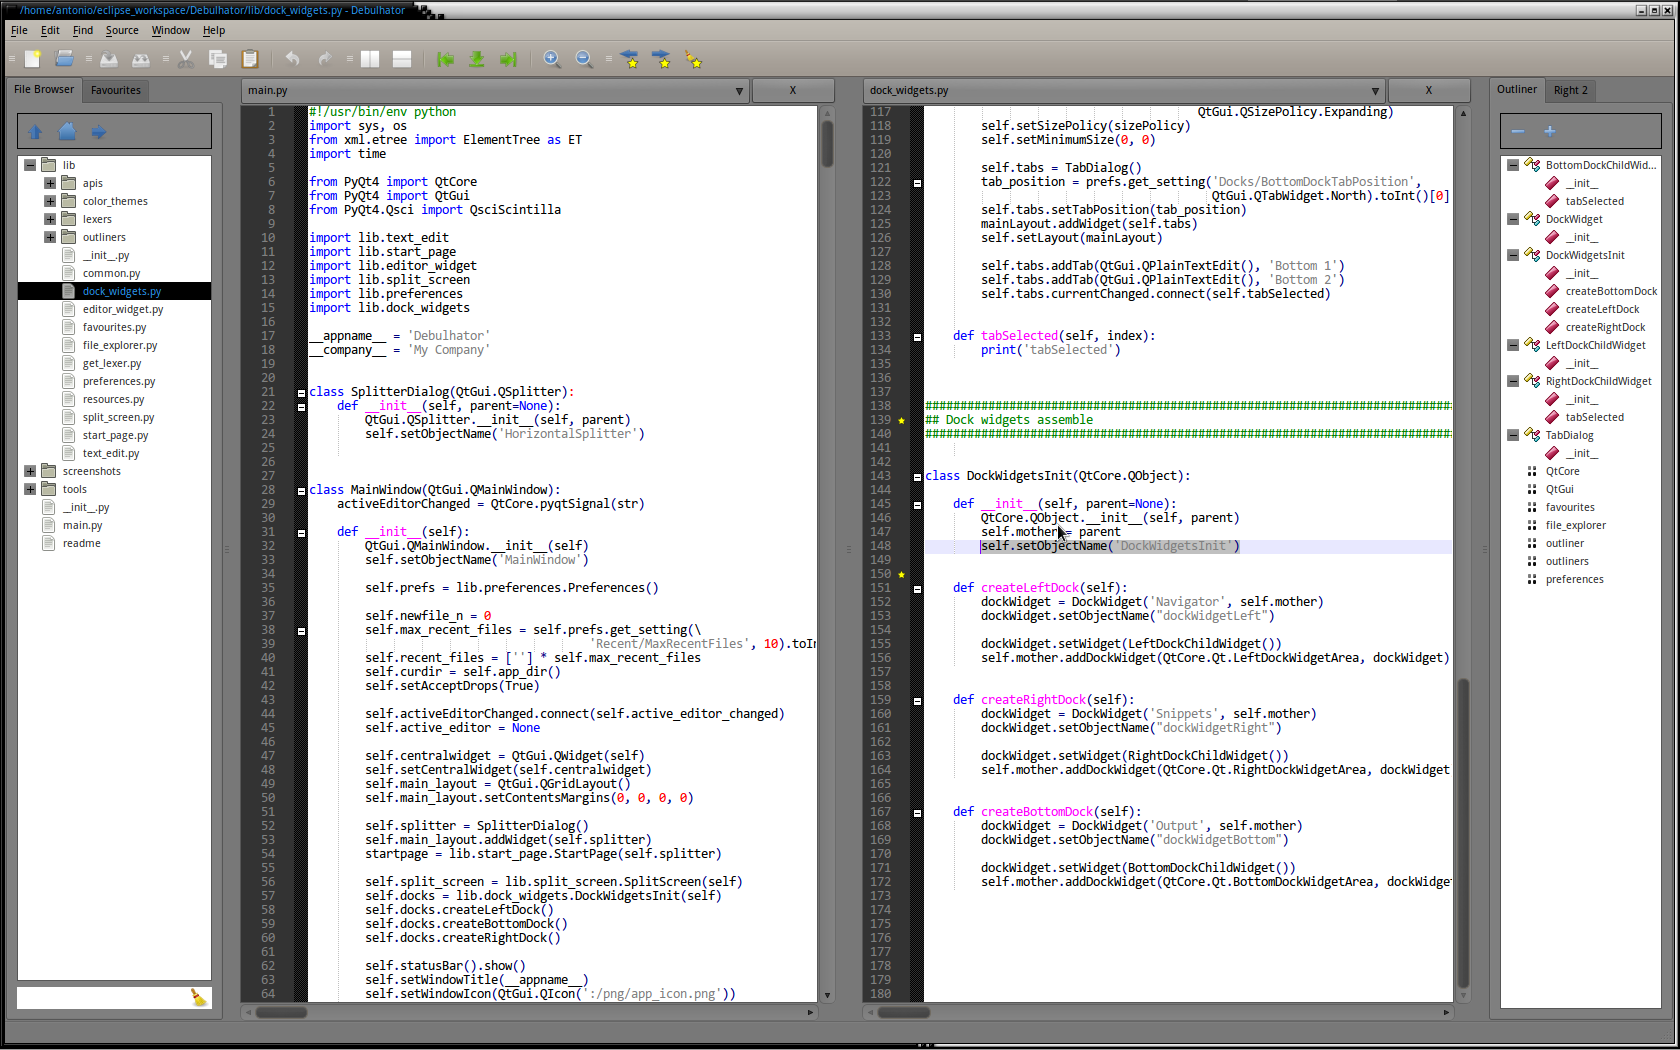 /home/antonio/eclipse_workspace/Debulhator/lib/dock_widgets.py - Debulhator
File Edit Find Source Window Help
File Browser Favourites
lib
apis
color_themes
lexers
outliners
__init__.py
common.py
dock_widgets.py
editor_widget.py
favourites.py
file_explorer.py
get_lexer.py
preferences.py
resources.py
split_screen.py
start_page.py
text_edit.py
screenshots
tools
__init__.py
main.py
readme
main.py X
1 #!/usr/bin/env python
2 import sys, os
3 from xml.etree import ElementTree as ET
4 import time
5
6 from PyQt4 import QtCore
7 from PyQt4 import QtGui
8 from PyQt4.Qsci import QsciScintilla
9
10 import lib.text_edit
11 import lib.start_page
12 import lib.editor_widget
13 import lib.split_screen
14 import lib.preferences
15 import lib.dock_widgets
16
17 __appname__ = 'Debulhator'
18 __company__ = 'My Company'
19
20
21 class SplitterDialog(QtGui.QSplitter):
22 def __init__(self, parent=None):
23 QtGui.QSplitter.__init__(self, parent)
24 self.setObjectName('HorizontalSplitter')
25
26
27
28 class MainWindow(QtGui.QMainWindow):
29 activeEditorChanged = QtCore.pyqtSignal(str)
30
31 def __init__(self):
32 QtGui.QMainWindow.__init__(self)
33 self.setObjectName('MainWindow')
34
35 self.prefs = lib.preferences.Preferences()
36
37 self.newfile_n = 0
38 self.max_recent_files = self.prefs.get_setting(\
39 'Recent/MaxRecentFiles', 10).toIn
40 self.recent_files = [''] * self.max_recent_files
41 self.curdir = self.app_dir()
42 self.setAcceptDrops(True)
43
44 self.activeEditorChanged.connect(self.active_editor_changed)
45 self.active_editor = None
46
47 self.centralwidget = QtGui.QWidget(self)
48 self.setCentralWidget(self.centralwidget)
49 self.main_layout = QtGui.QGridLayout()
50 self.main_layout.setContentsMargins(0, 0, 0, 0)
51
52 self.splitter = SplitterDialog()
53 self.main_layout.addWidget(self.splitter)
54 startpage = lib.start_page.StartPage(self.splitter)
55
56 self.split_screen = lib.split_screen.SplitScreen(self)
57 self.docks = lib.dock_widgets.DockWidgetsInit(self)
58 self.docks.createLeftDock()
59 self.docks.createBottomDock()
60 self.docks.createRightDock()
61
62 self.statusBar().show()
63 self.setWindowTitle(__appname__)
64 self.setWindowIcon(QtGui.QIcon(':/png/app_icon.png'))
dock_widgets.py X
117 QtGui.QSizePolicy.Expanding)
118 self.setSizePolicy(sizePolicy)
119 self.setMinimumSize(0, 0)
120
121 self.tabs = TabDialog()
122 tab_position = prefs.get_setting('Docks/BottomDockTabPosition',
123 QtGui.QTabWidget.North).toInt()[0]
124 self.tabs.setTabPosition(tab_position)
125 mainLayout.addWidget(self.tabs)
126 self.setLayout(mainLayout)
127
128 self.tabs.addTab(QtGui.QPlainTextEdit(), 'Bottom 1')
129 self.tabs.addTab(QtGui.QPlainTextEdit(), 'Bottom 2')
130 self.tabs.currentChanged.connect(self.tabSelected)
131
132
133 def tabSelected(self, index):
134 print('tabSelected')
135
136
137
138 ###########################################################################
139 ## Dock widgets assemble
140 ###########################################################################
141
142
143 class DockWidgetsInit(QtCore.QObject):
144
145 def __init__(self, parent=None):
146 QtCore.QObject.__init__(self, parent)
147 self.mother = parent
148 self.setObjectName('DockWidgetsInit')
149
150
151 def createLeftDock(self):
152 dockWidget = DockWidget('Navigator', self.mother)
153 dockWidget.setObjectName("dockWidgetLeft")
154
155 dockWidget.setWidget(LeftDockChildWidget())
156 self.mother.addDockWidget(QtCore.Qt.LeftDockWidgetArea, dockWidget)
157
158
159 def createRightDock(self):
160 dockWidget = DockWidget('Snippets', self.mother)
161 dockWidget.setObjectName("dockWidgetRight")
162
163 dockWidget.setWidget(RightDockChildWidget())
164 self.mother.addDockWidget(QtCore.Qt.RightDockWidgetArea, dockWidget
165
166
167 def createBottomDock(self):
168 dockWidget = DockWidget('Output', self.mother)
169 dockWidget.setObjectName("dockWidgetBottom")
170
171 dockWidget.setWidget(BottomDockChildWidget())
172 self.mother.addDockWidget(QtCore.Qt.BottomDockWidgetArea, dockWidge
173
174
175
176
177
178
179
180
Outliner Right 2
BottomDockChildWid...
__init__
tabSelected
DockWidget
__init__
DockWidgetsInit
__init__
createBottomDock
createLeftDock
createRightDock
LeftDockChildWidget
__init__
RightDockChildWidget
__init__
tabSelected
TabDialog
__init__
QtCore
QtGui
favourites
file_explorer
outliner
outliners
preferences